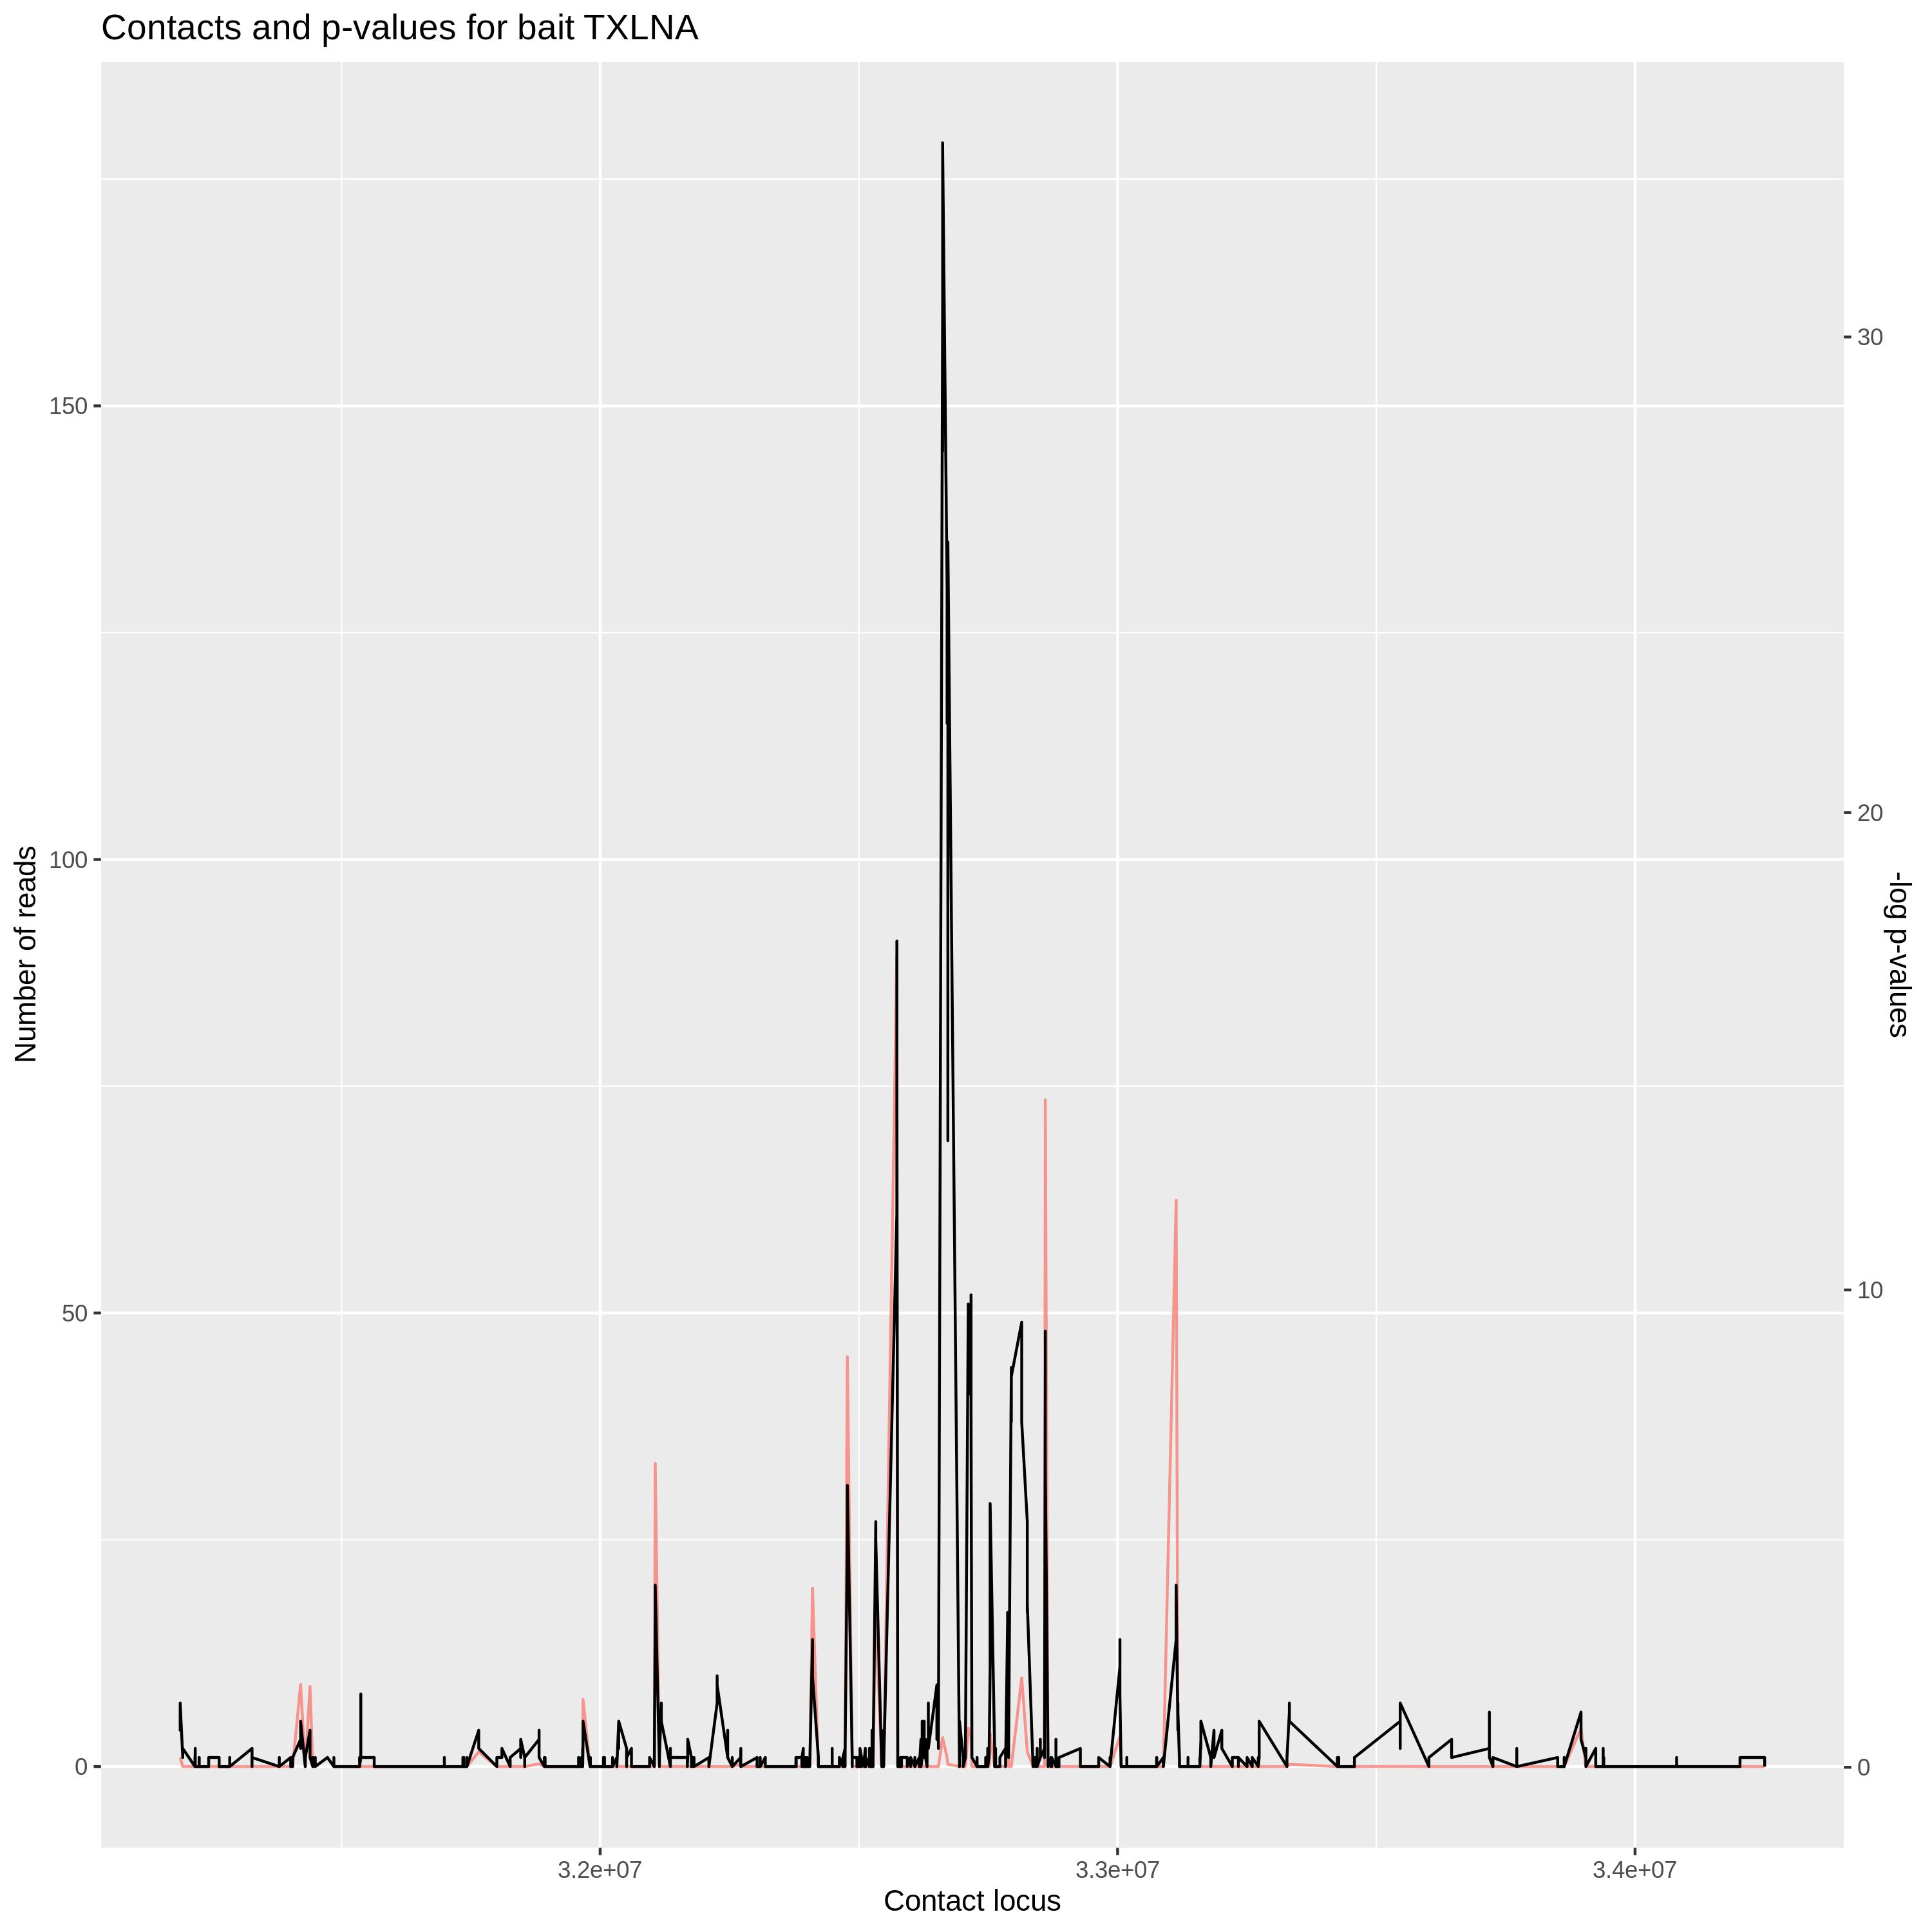 Contacts and p-values for bait TXLNA
150
100
50
0
Number of reads
30
20
10
0
-log p-values
3.2e+07
3.3e+07
3.4e+07
Contact locus